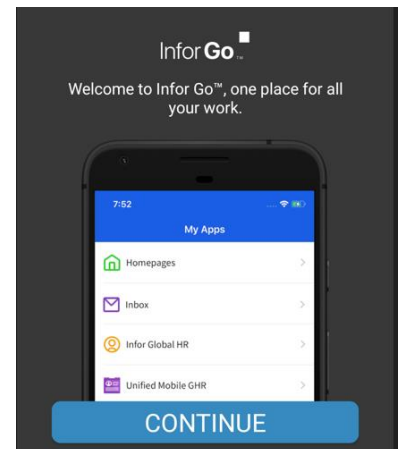 Infor Go™
Welcome to Infor Go™, one place for all
your work.
7:52
My Apps
Homepages
Inbox
Infor Global HR
Unified Mobile GHR
CONTINUE